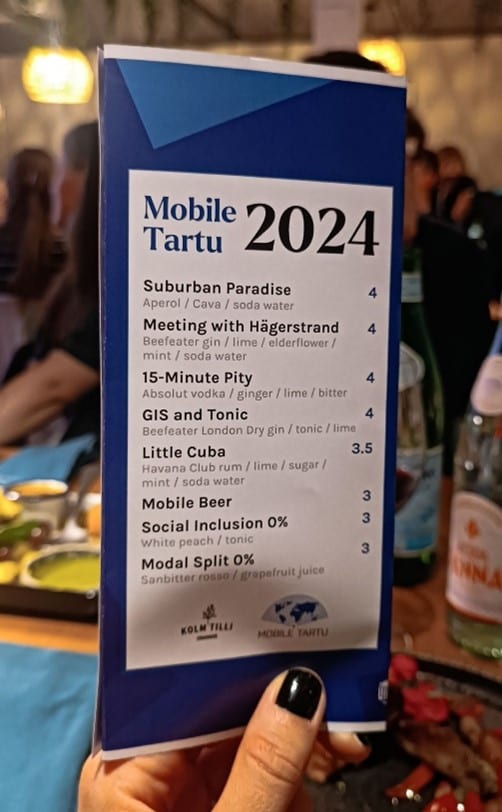 Mobile
Tartu
2024
Suburban Paradise 4
Aperol / Cava / soda water
Meeting with Hägerstrand 4
Beefeater gin / lime / elderflower /
mint / soda water
15-Minute Pity 4
Absolut vodka / ginger / lime / bitter
GIS and Tonic 4
Beefeater London Dry gin / tonic / lime
Little Cuba 3.5
Havana Club rum / lime / sugar /
mint / soda water
Mobile Beer 3
Social Inclusion 0% 3
White peach / tonic
Modal Split 0% 3
Sanbitter rosso / grapefruit juice
KOLM TILLI
MOBILE TARTU